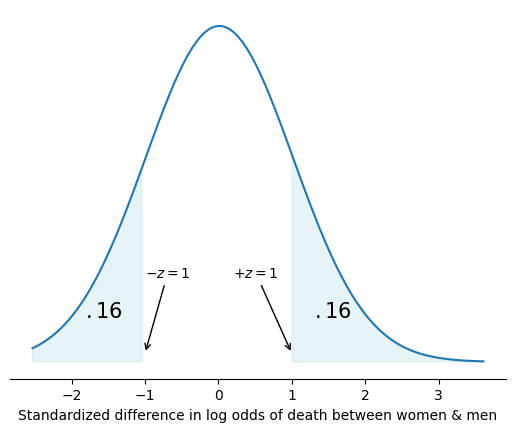 −z = 1
+z = 1
.16
.16
−2
−1
0
1
2
3
Standardized difference in log odds of death between women & men